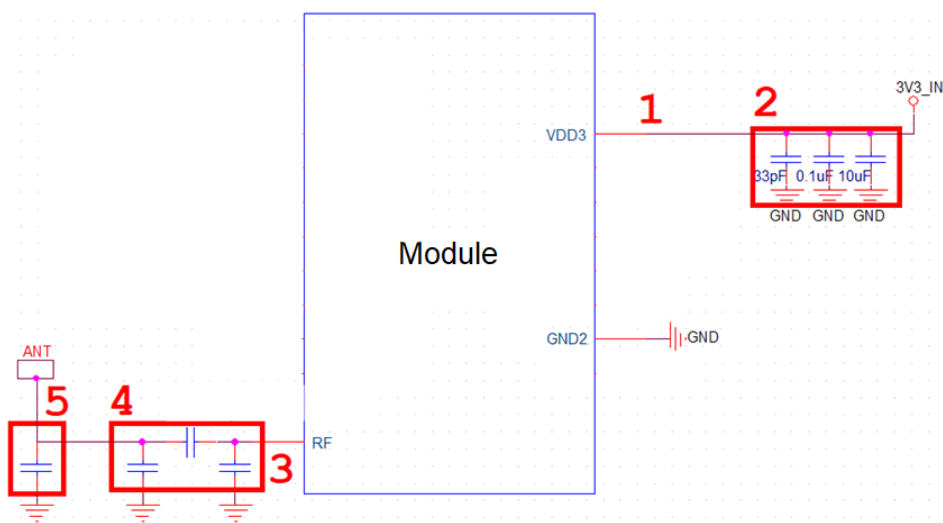 3V3_IN
1
2
VDD3
33pF 0.1uF 10uF
GND GND GND
Module
GND2
GND
ANT
5
4
RF
3